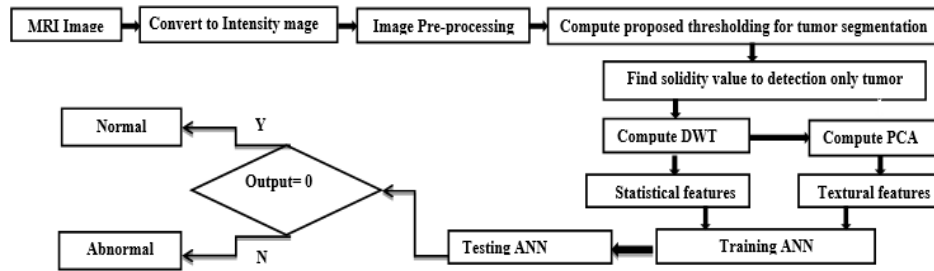 MRI Image
Convert to Intensity mage
Image Pre-processing
Compute proposed thresholding for tumor segmentation
Find solidity value to detection only tumor
Compute DWT
Compute PCA
Statistical features
Textural features
Training ANN
Testing ANN
Output= 0
Y
Normal
N
Abnormal